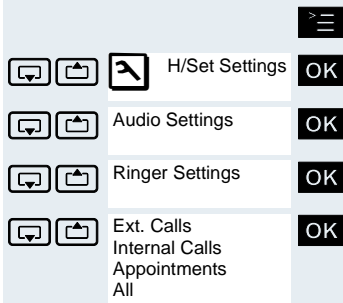 H/Set Settings OK
Audio Settings OK
Ringer Settings OK
Ext. Calls OK
Internal Calls
Appointments
All